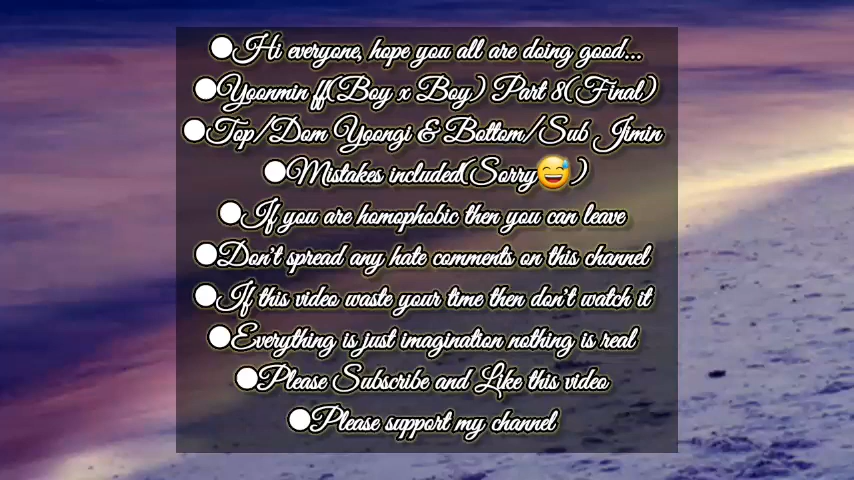 ●Hi everyone, hope you all are doing good...
●Yoonmin ff(Boy x Boy) Part 8(Final)
●Top/Dom Yoongi & Bottom/Sub Jimin
●Mistakes included(Sorry😅)
●If you are homophobic then you can leave
●Don't spread any hate comments on this channel
●If this video waste your time then don't watch it
●Everything is just imagination nothing is real
●Please Subscribe and Like this video
●Please support my channel